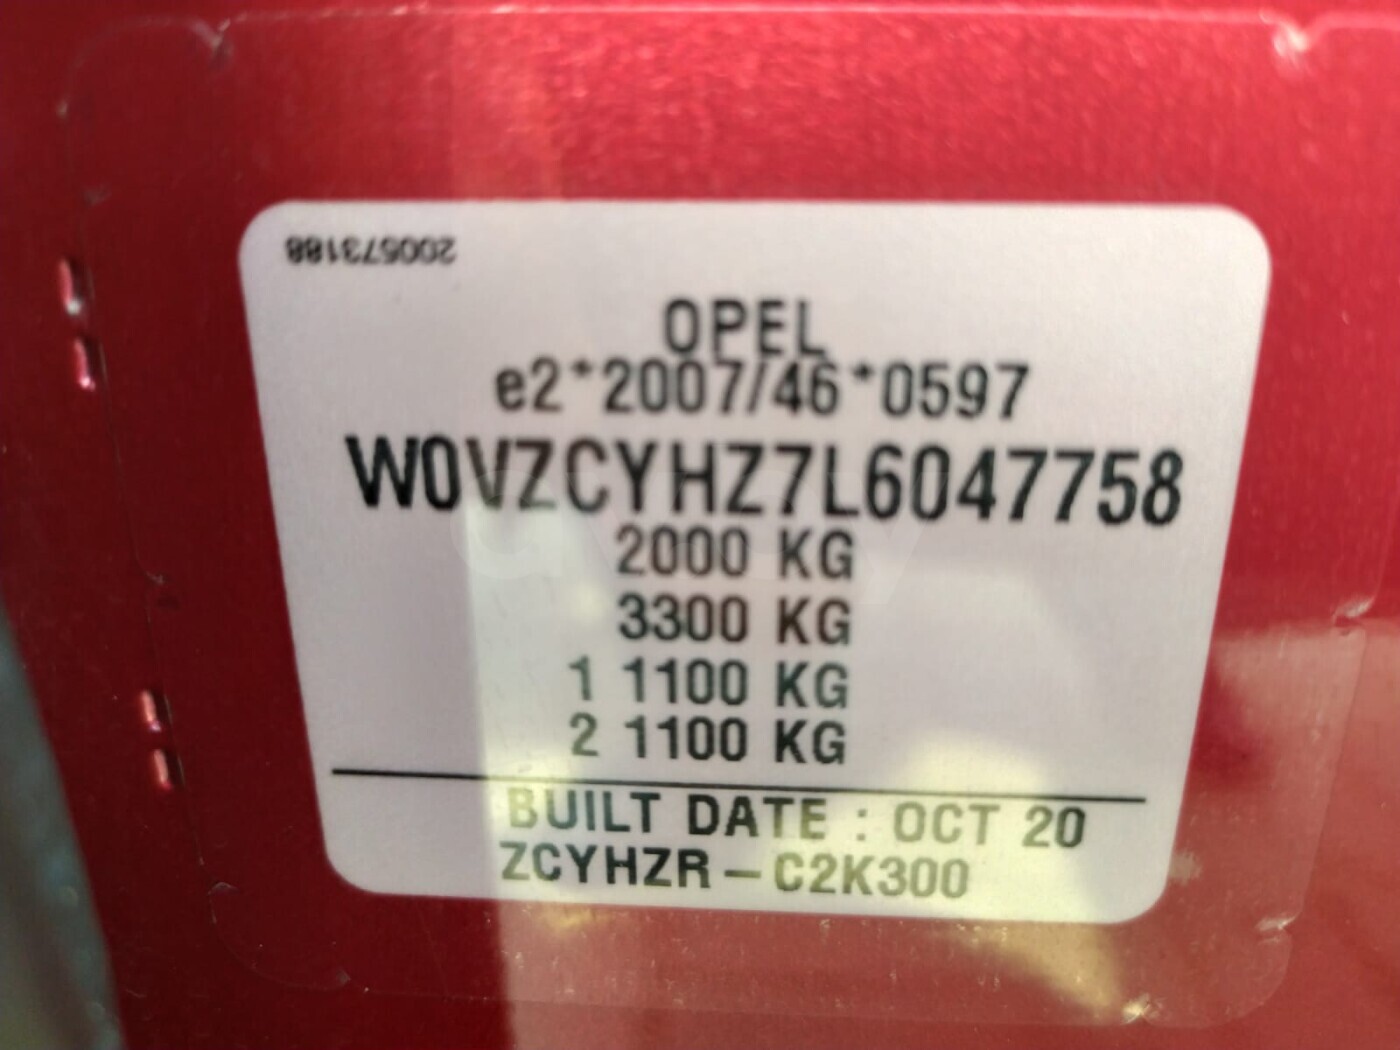 200573188
OPEL
e2*2007/46*0597
W0VZCYHZ7L6047758
2000 KG
3300 KG
1 1100 KG
2 1100 KG
BUILT DATE : OCT 20
ZCYHZR-C2K300